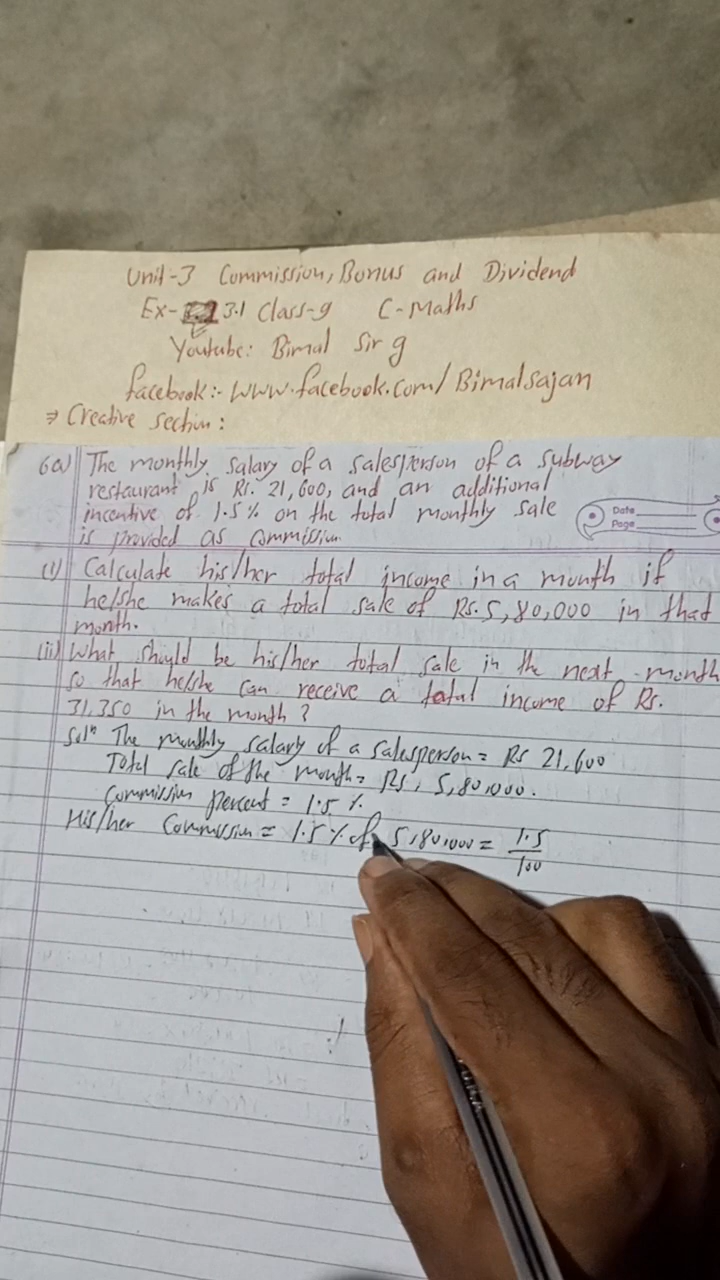 Unit-3 Commission, Bonus and Dividend
Ex- 3.1 Class-9 C-Maths
Youtube: Bimal Sir g
facebook:- www.facebook.com/Bimalsajan
⇒ Creative section:
6a) The monthly salary of a salesperson of a subway
restaurant is Rs. 21,600, and an additional
incentive of 1.5% on the total monthly sale
is provided as commission.
Date
Page
(i) Calculate his/her total income in a month if
he/she makes a total sale of Rs. 5,80,000 in that
month.
(ii) What should be his/her total sale in the next month
so that he/she can receive a total income of Rs.
31,350 in the month?
Solⁿ The monthly salary of a salesperson = Rs 21,600
Total sale of the month = Rs. 5,80,000.
Commission percent = 1.5%
His/her Commission = 1.5% of 5,80,000 = 1.5/100